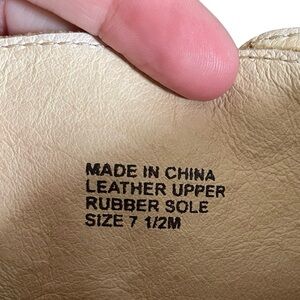 MADE IN CHINA
LEATHER UPPER
RUBBER SOLE
SIZE 7 1/2M